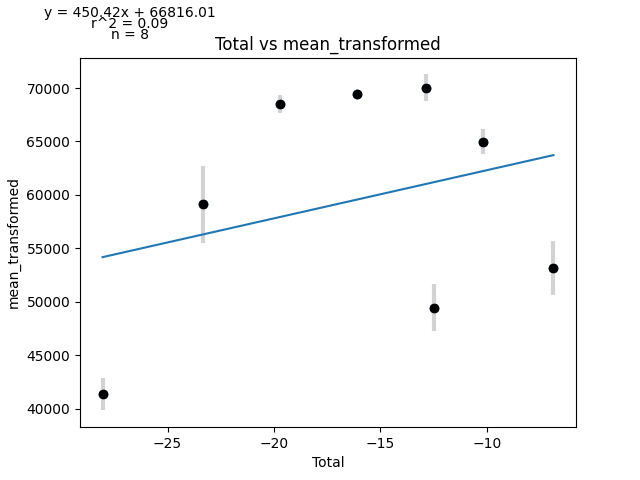 y = 450.42x + 66816.01
r^2 = 0.09
n = 8
Total vs mean_transformed
70000
65000
60000
55000
50000
45000
40000
mean_transformed
−25
−20
−15
−10
Total